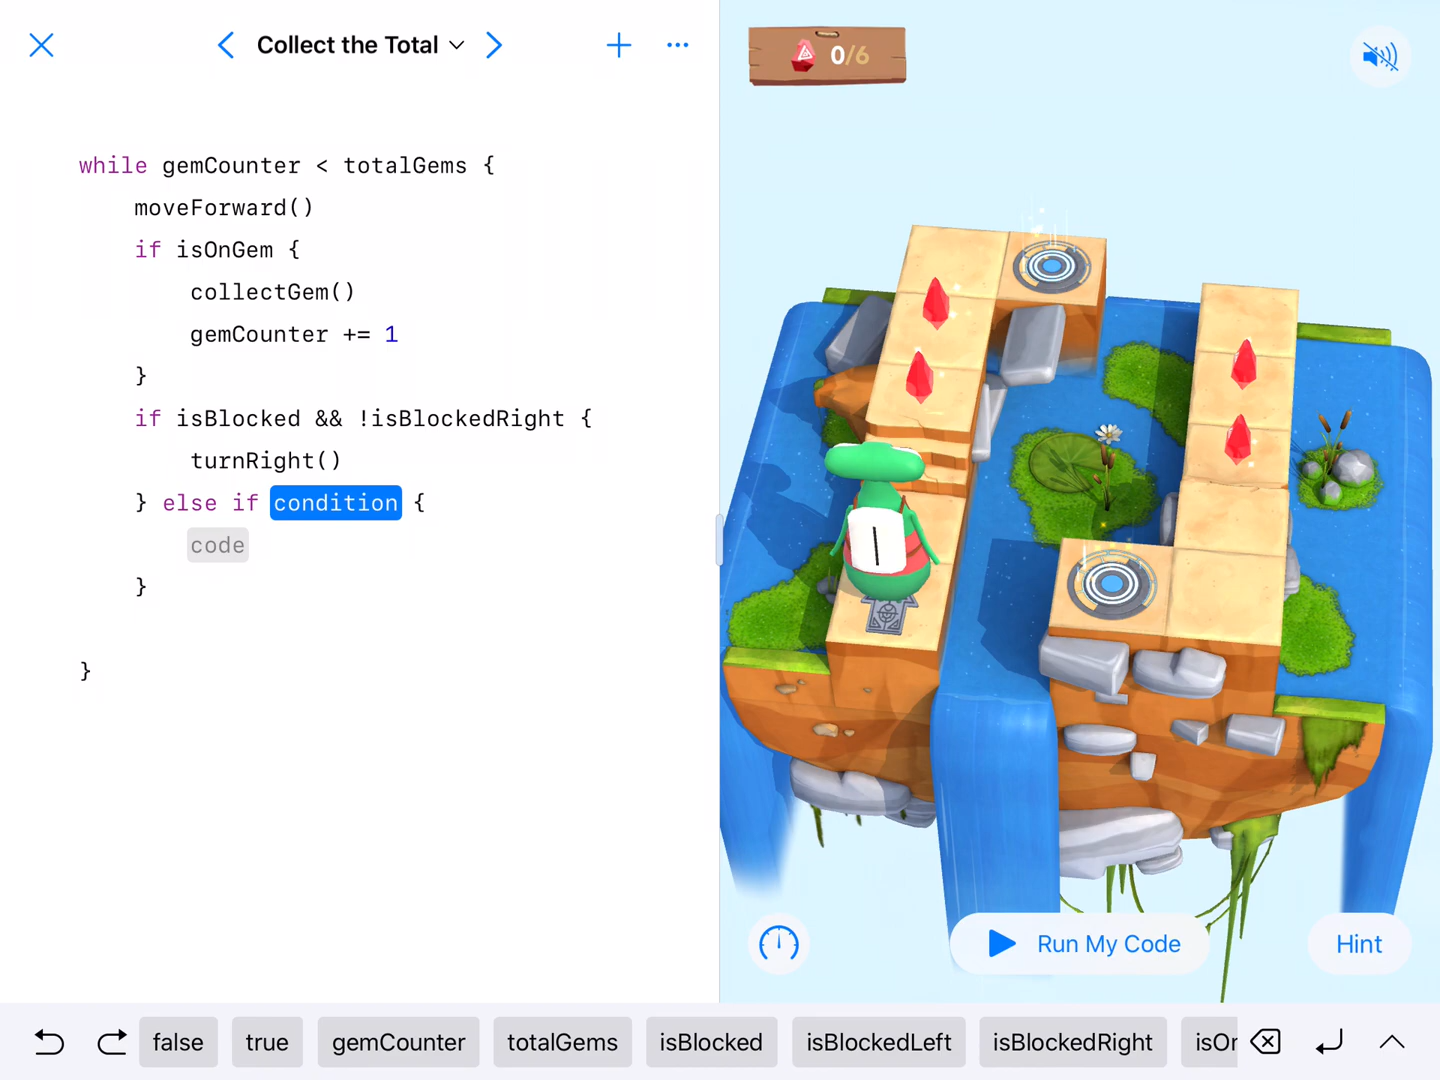 Collect the Total
while gemCounter < totalGems {
moveForward()
if isOnGem {
collectGem()
gemCounter += 1
}
if isBlocked && !isBlockedRight {
turnRight()
} else if condition {
code
}
}
0/6
Run My Code
Hint
false true gemCounter totalGems isBlocked isBlockedLeft isBlockedRight